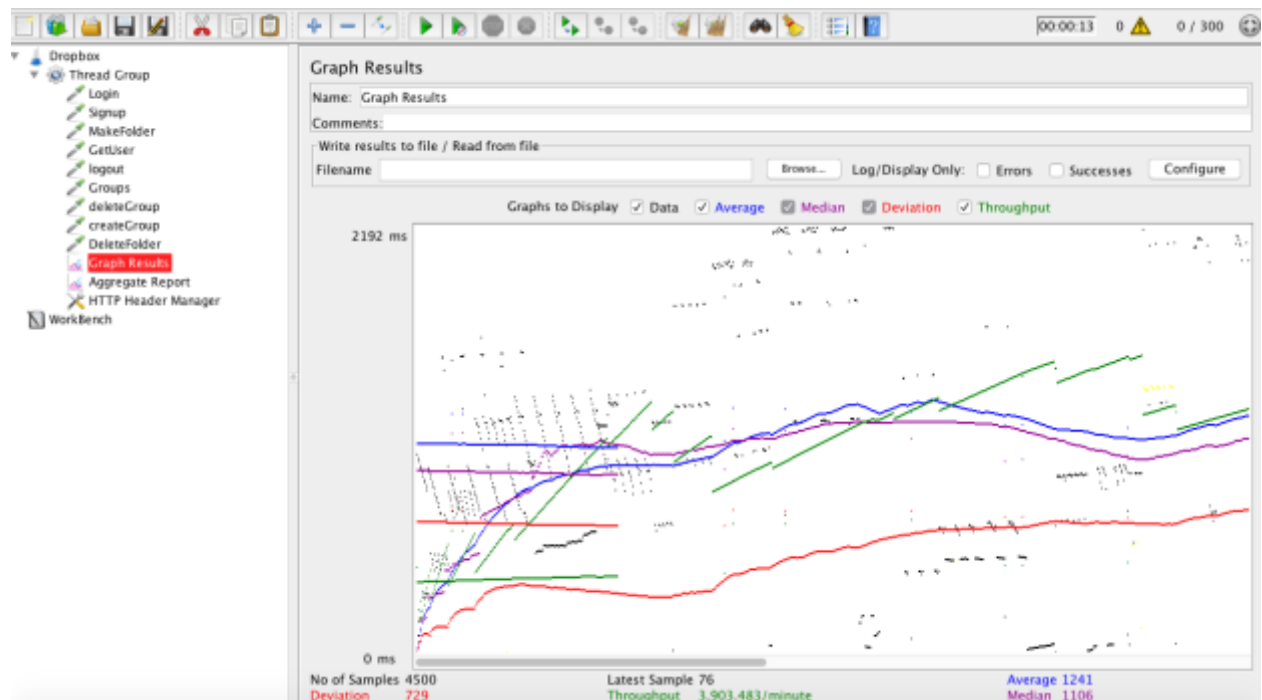 00:00:13 0 0 / 300
Dropbox
Thread Group
Login
Signup
MakeFolder
GetUser
logout
Groups
deleteGroup
createGroup
DeleteFolder
Graph Results
Aggregate Report
HTTP Header Manager
WorkBench
Graph Results
Name: Graph Results
Comments:
Write results to file / Read from file
Filename Browse... Log/Display Only: Errors Successes Configure
Graphs to Display Data Average Median Deviation Throughput
2192 ms
0 ms
No of Samples 4500 Latest Sample 76 Average 1241
Deviation 729 Throughput 3,903.483/minute Median 1106